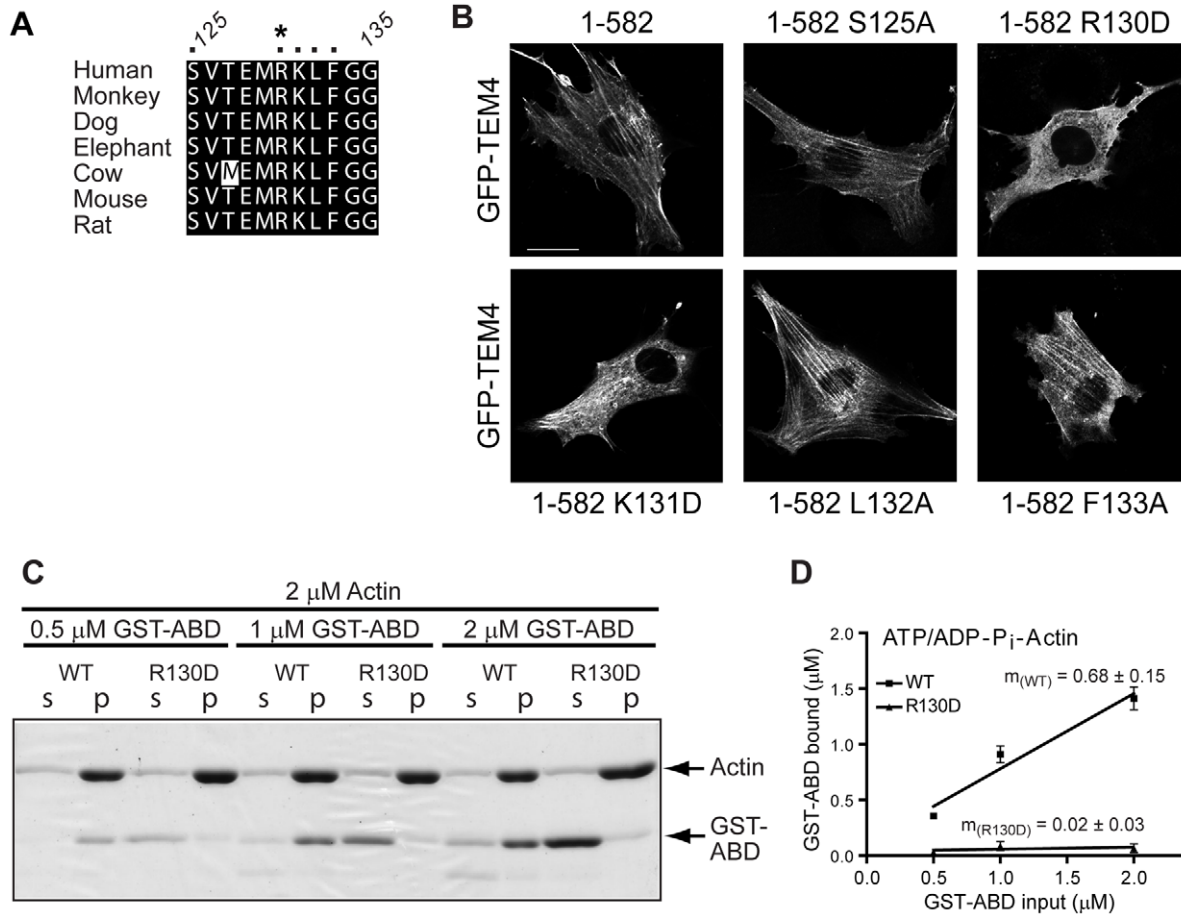 A
125 * 135
Human SVTEMRKLFGG
Monkey SVTEMRKLFGG
Dog SVTEMRKLFGG
Elephant SVTEMRKLFGG
Cow SVMEMRKLFGG
Mouse SVTEMRKLFGG
Rat SVTEMRKLFGG
B
1-582 1-582 S125A 1-582 R130D
GFP-TEM4
GFP-TEM4
1-582 K131D 1-582 L132A 1-582 F133A
C
2 μM Actin
0.5 μM GST-ABD 1 μM GST-ABD 2 μM GST-ABD
WT R130D WT R130D WT R130D
s p s p s p s p s p s p
Actin
GST-
ABD
D
ATP/ADP-Pi-Actin
WT
R130D
m(WT) = 0.68 ± 0.15
m(R130D) = 0.02 ± 0.03
GST-ABD bound (μM)
2.0
1.5
1.0
0.5
0.0
0.0 0.5 1.0 1.5 2.0
GST-ABD input (μM)